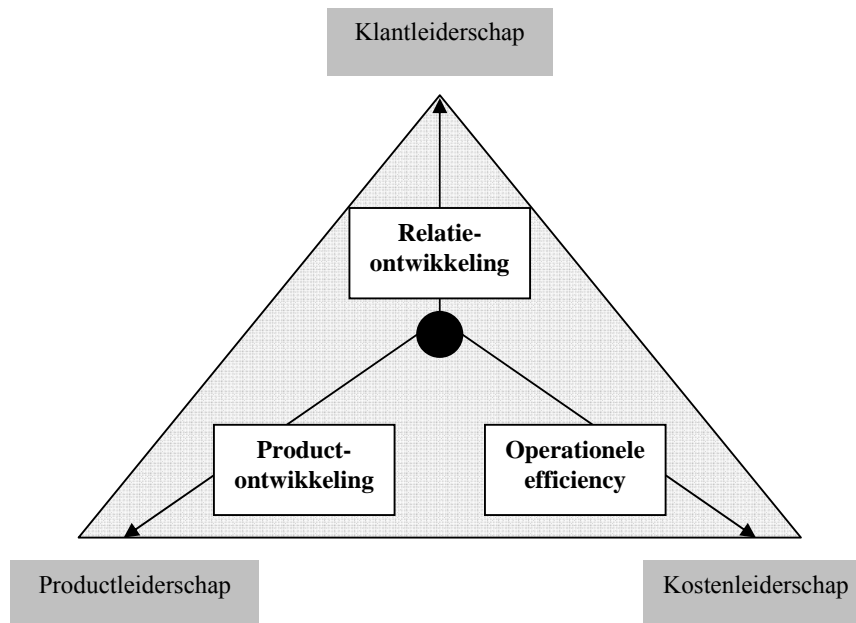 Klantleiderschap
Relatie-
ontwikkeling
Product-
ontwikkeling
Operationele
efficiency
Productleiderschap
Kostenleiderschap